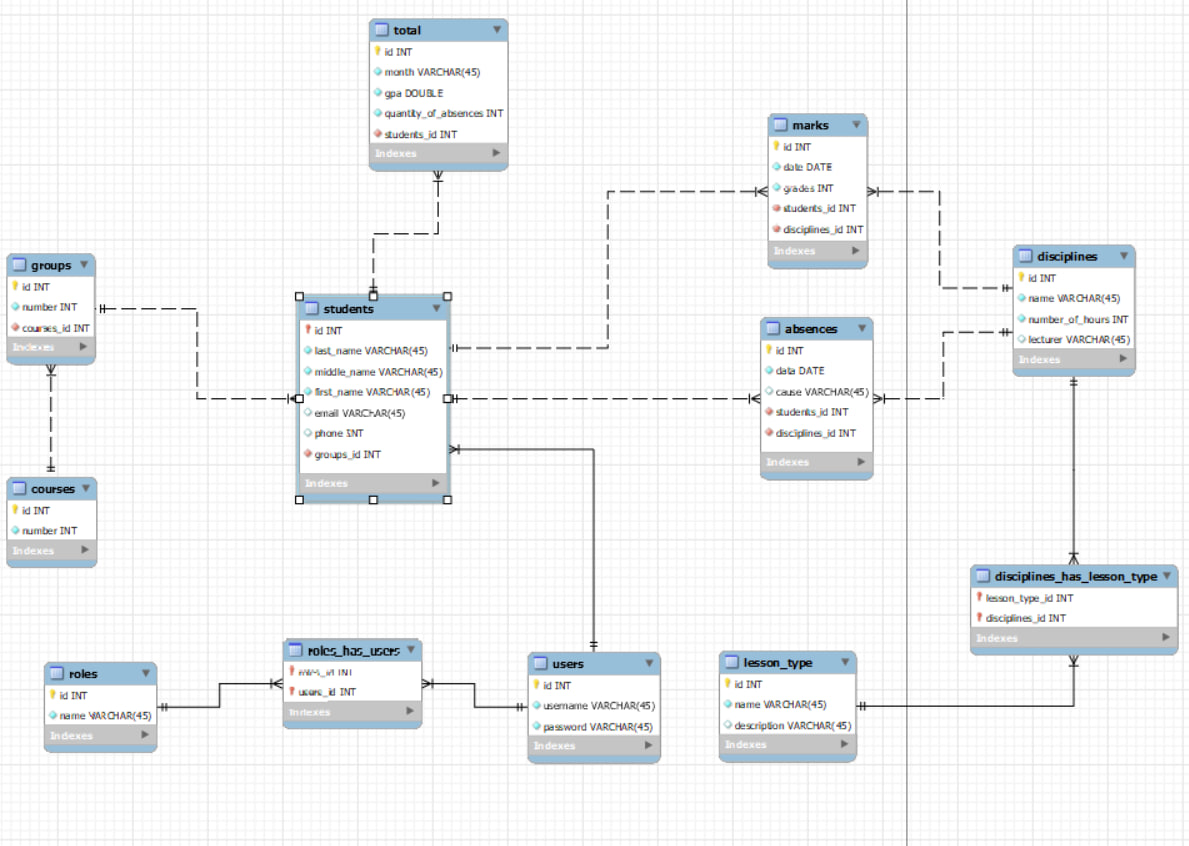 total
id INT
month VARCHAR(45)
gpa DOUBLE
quantity_of_absences INT
students_id INT
Indexes
marks
id INT
date DATE
grades INT
students_id INT
disciplines_id INT
Indexes
groups
id INT
number INT
courses_id INT
Indexes
students
id INT
last_name VARCHAR(45)
middle_name VARCHAR(45)
first_name VARCHAR(45)
email VARCHAR(45)
phone INT
groups_id INT
Indexes
absences
id INT
data DATE
cause VARCHAR(45)
students_id INT
disciplines_id INT
Indexes
disciplines
id INT
name VARCHAR(45)
number_of_hours INT
lecturer VARCHAR(45)
Indexes
courses
id INT
number INT
Indexes
disciplines_has_lesson_type
lesson_type_id INT
disciplines_id INT
Indexes
roles
id INT
name VARCHAR(45)
Indexes
roles_has_users
roles_id INT
users_id INT
Indexes
users
id INT
username VARCHAR(45)
password VARCHAR(45)
Indexes
lesson_type
id INT
name VARCHAR(45)
description VARCHAR(45)
Indexes